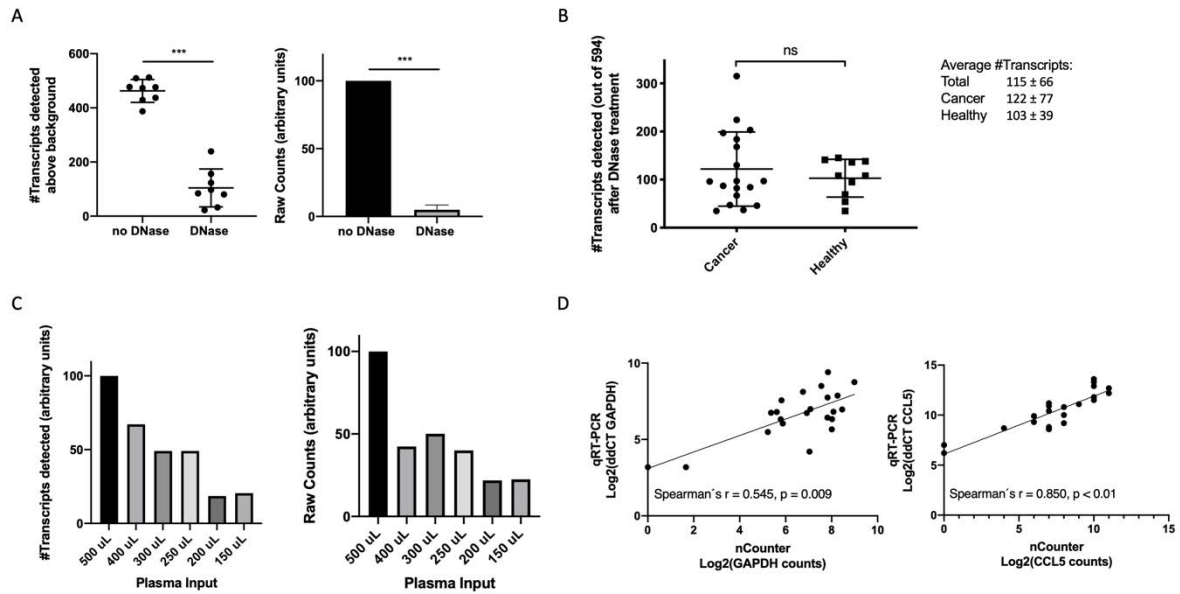 A
#Transcripts detected
above background
600
400
200
0
***
no DNase
DNase
Raw Counts (arbitrary units)
100
50
0
***
no DNase
DNase
B
#Transcripts detected (out of 594)
after DNase treatment
300
200
100
0
ns
Cancer
Healthy
Average #Transcripts:
Total 115 ± 66
Cancer 122 ± 77
Healthy 103 ± 39
C
#Transcripts detected (arbitrary units)
100
50
0
500 uL
400 uL
300 uL
250 uL
200 uL
150 uL
Plasma Input
Raw Counts (arbitrary units)
100
50
0
500 uL
400 uL
300 uL
250 uL
200 uL
150 uL
Plasma Input
D
qRT-PCR
Log2(ddCT GAPDH)
10
5
0
Spearman´s r = 0.545, p = 0.009
0 2 4 6 8 10
nCounter
Log2(GAPDH counts)
qRT-PCR
Log2(ddCT CCL5)
15
10
5
0
Spearman´s r = 0.850, p < 0.01
0 5 10 15
nCounter
Log2(CCL5 counts)